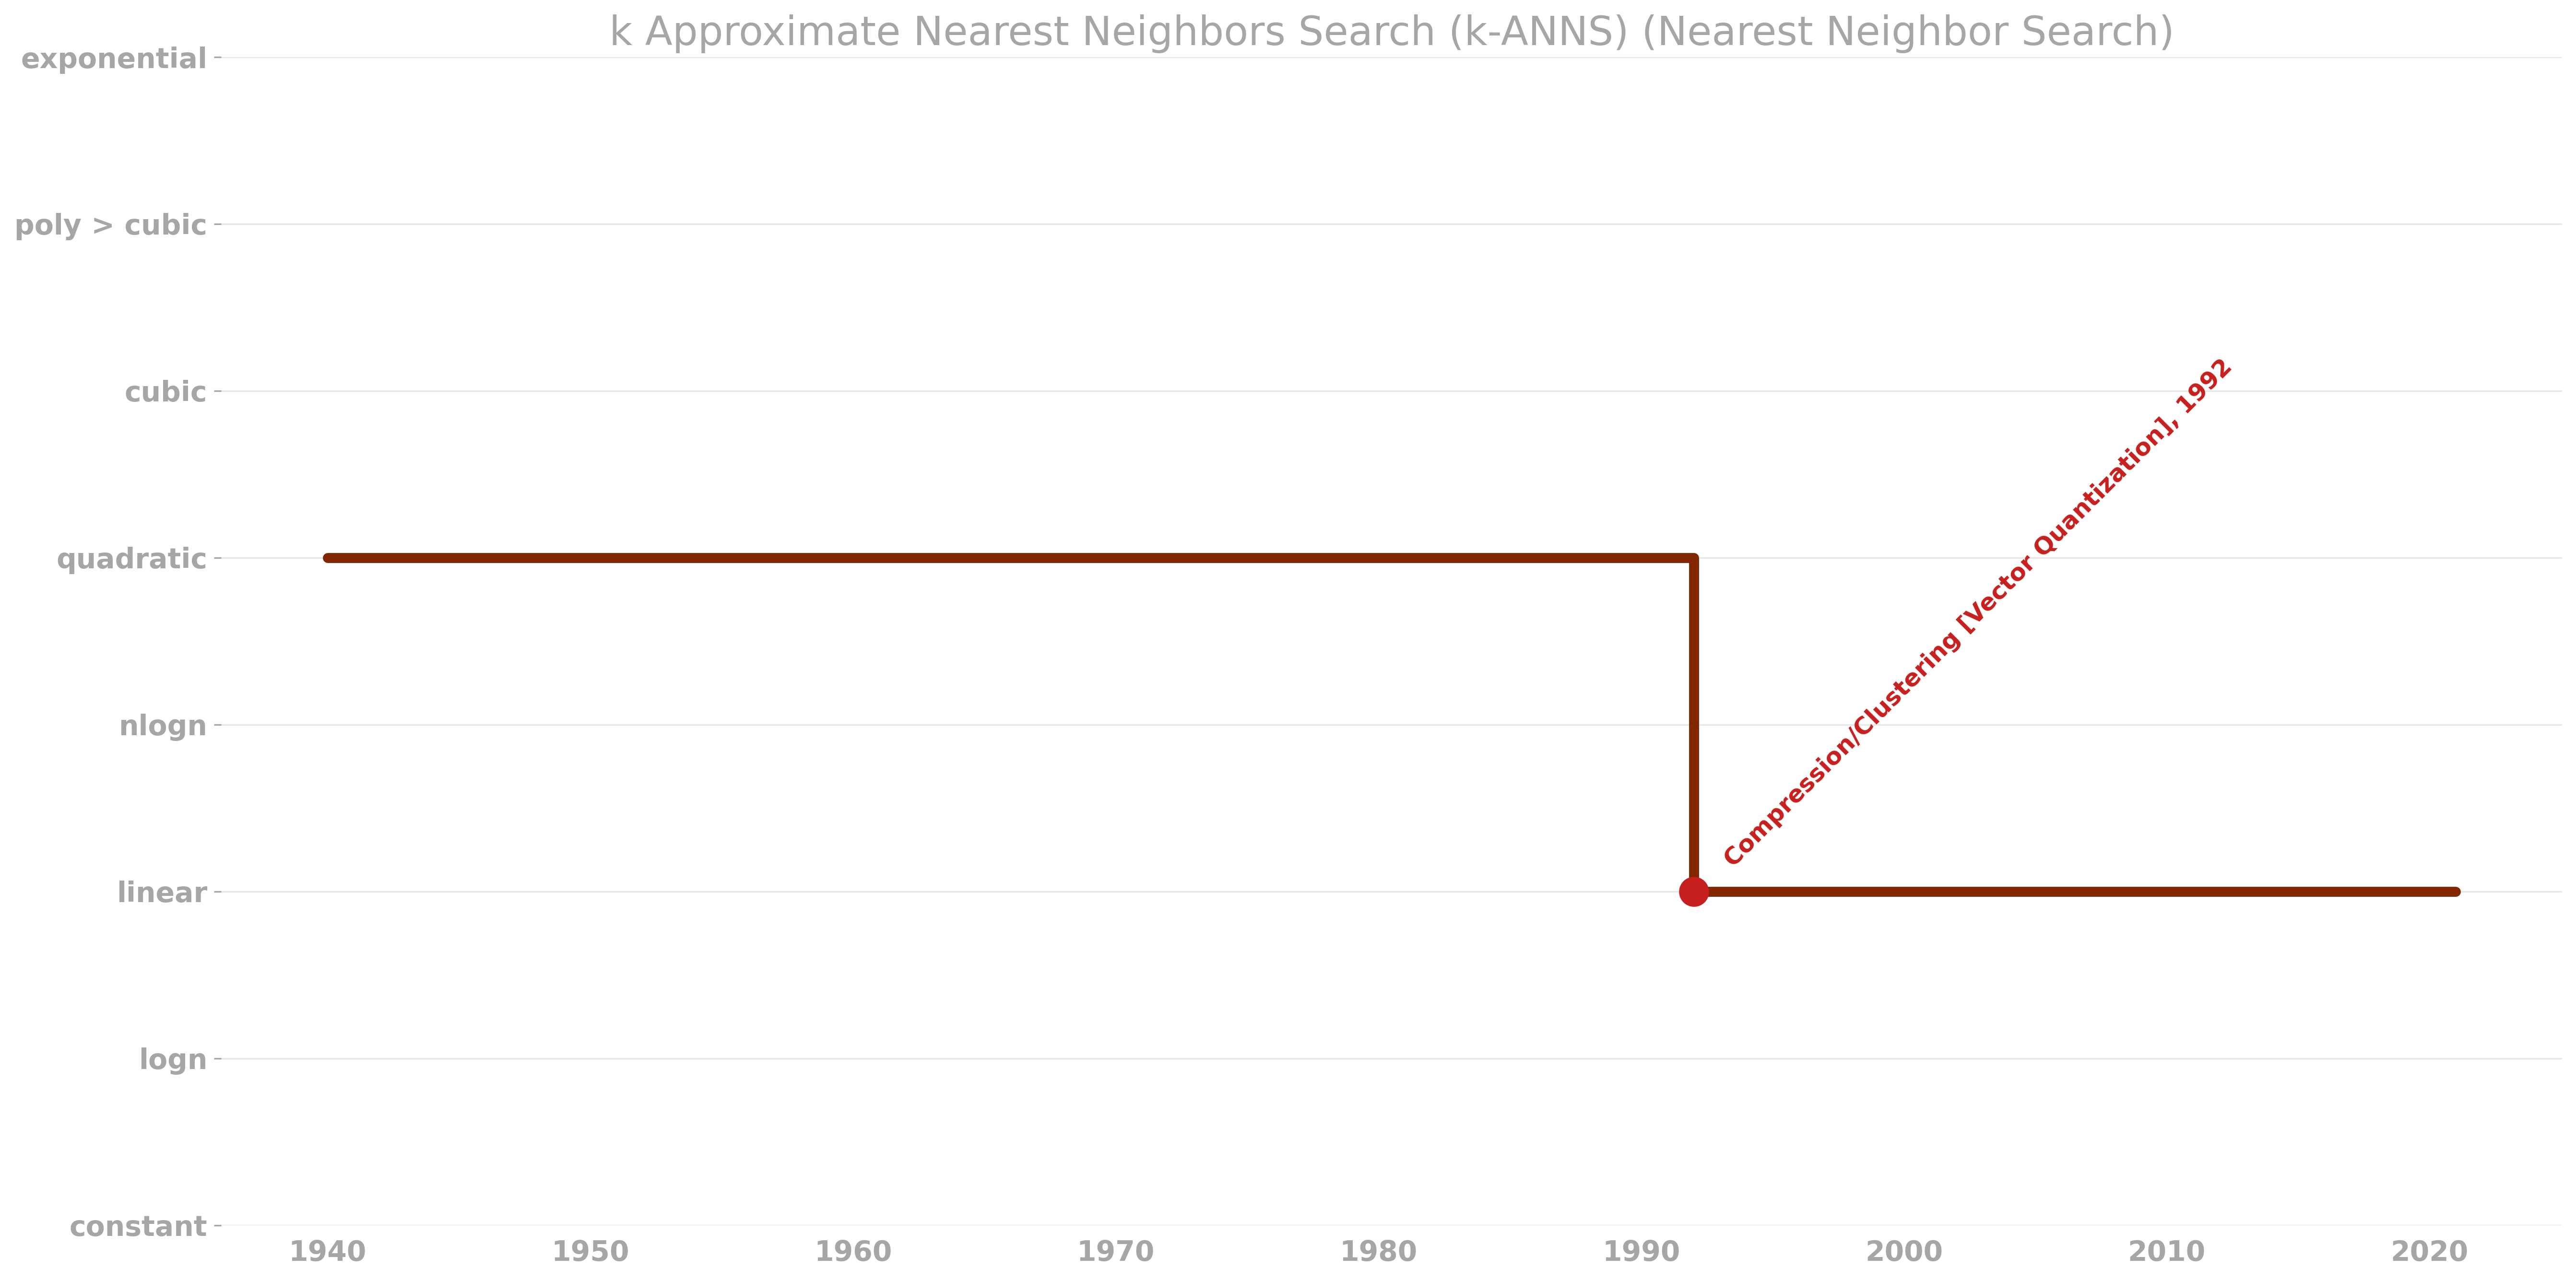 k Approximate Nearest Neighbors Search (k-ANNS) (Nearest Neighbor Search)
exponential
poly > cubic
cubic
quadratic
nlogn
linear
logn
constant
Compression/Clustering [Vector Quantization], 1992
1940 1950 1960 1970 1980 1990 2000 2010 2020